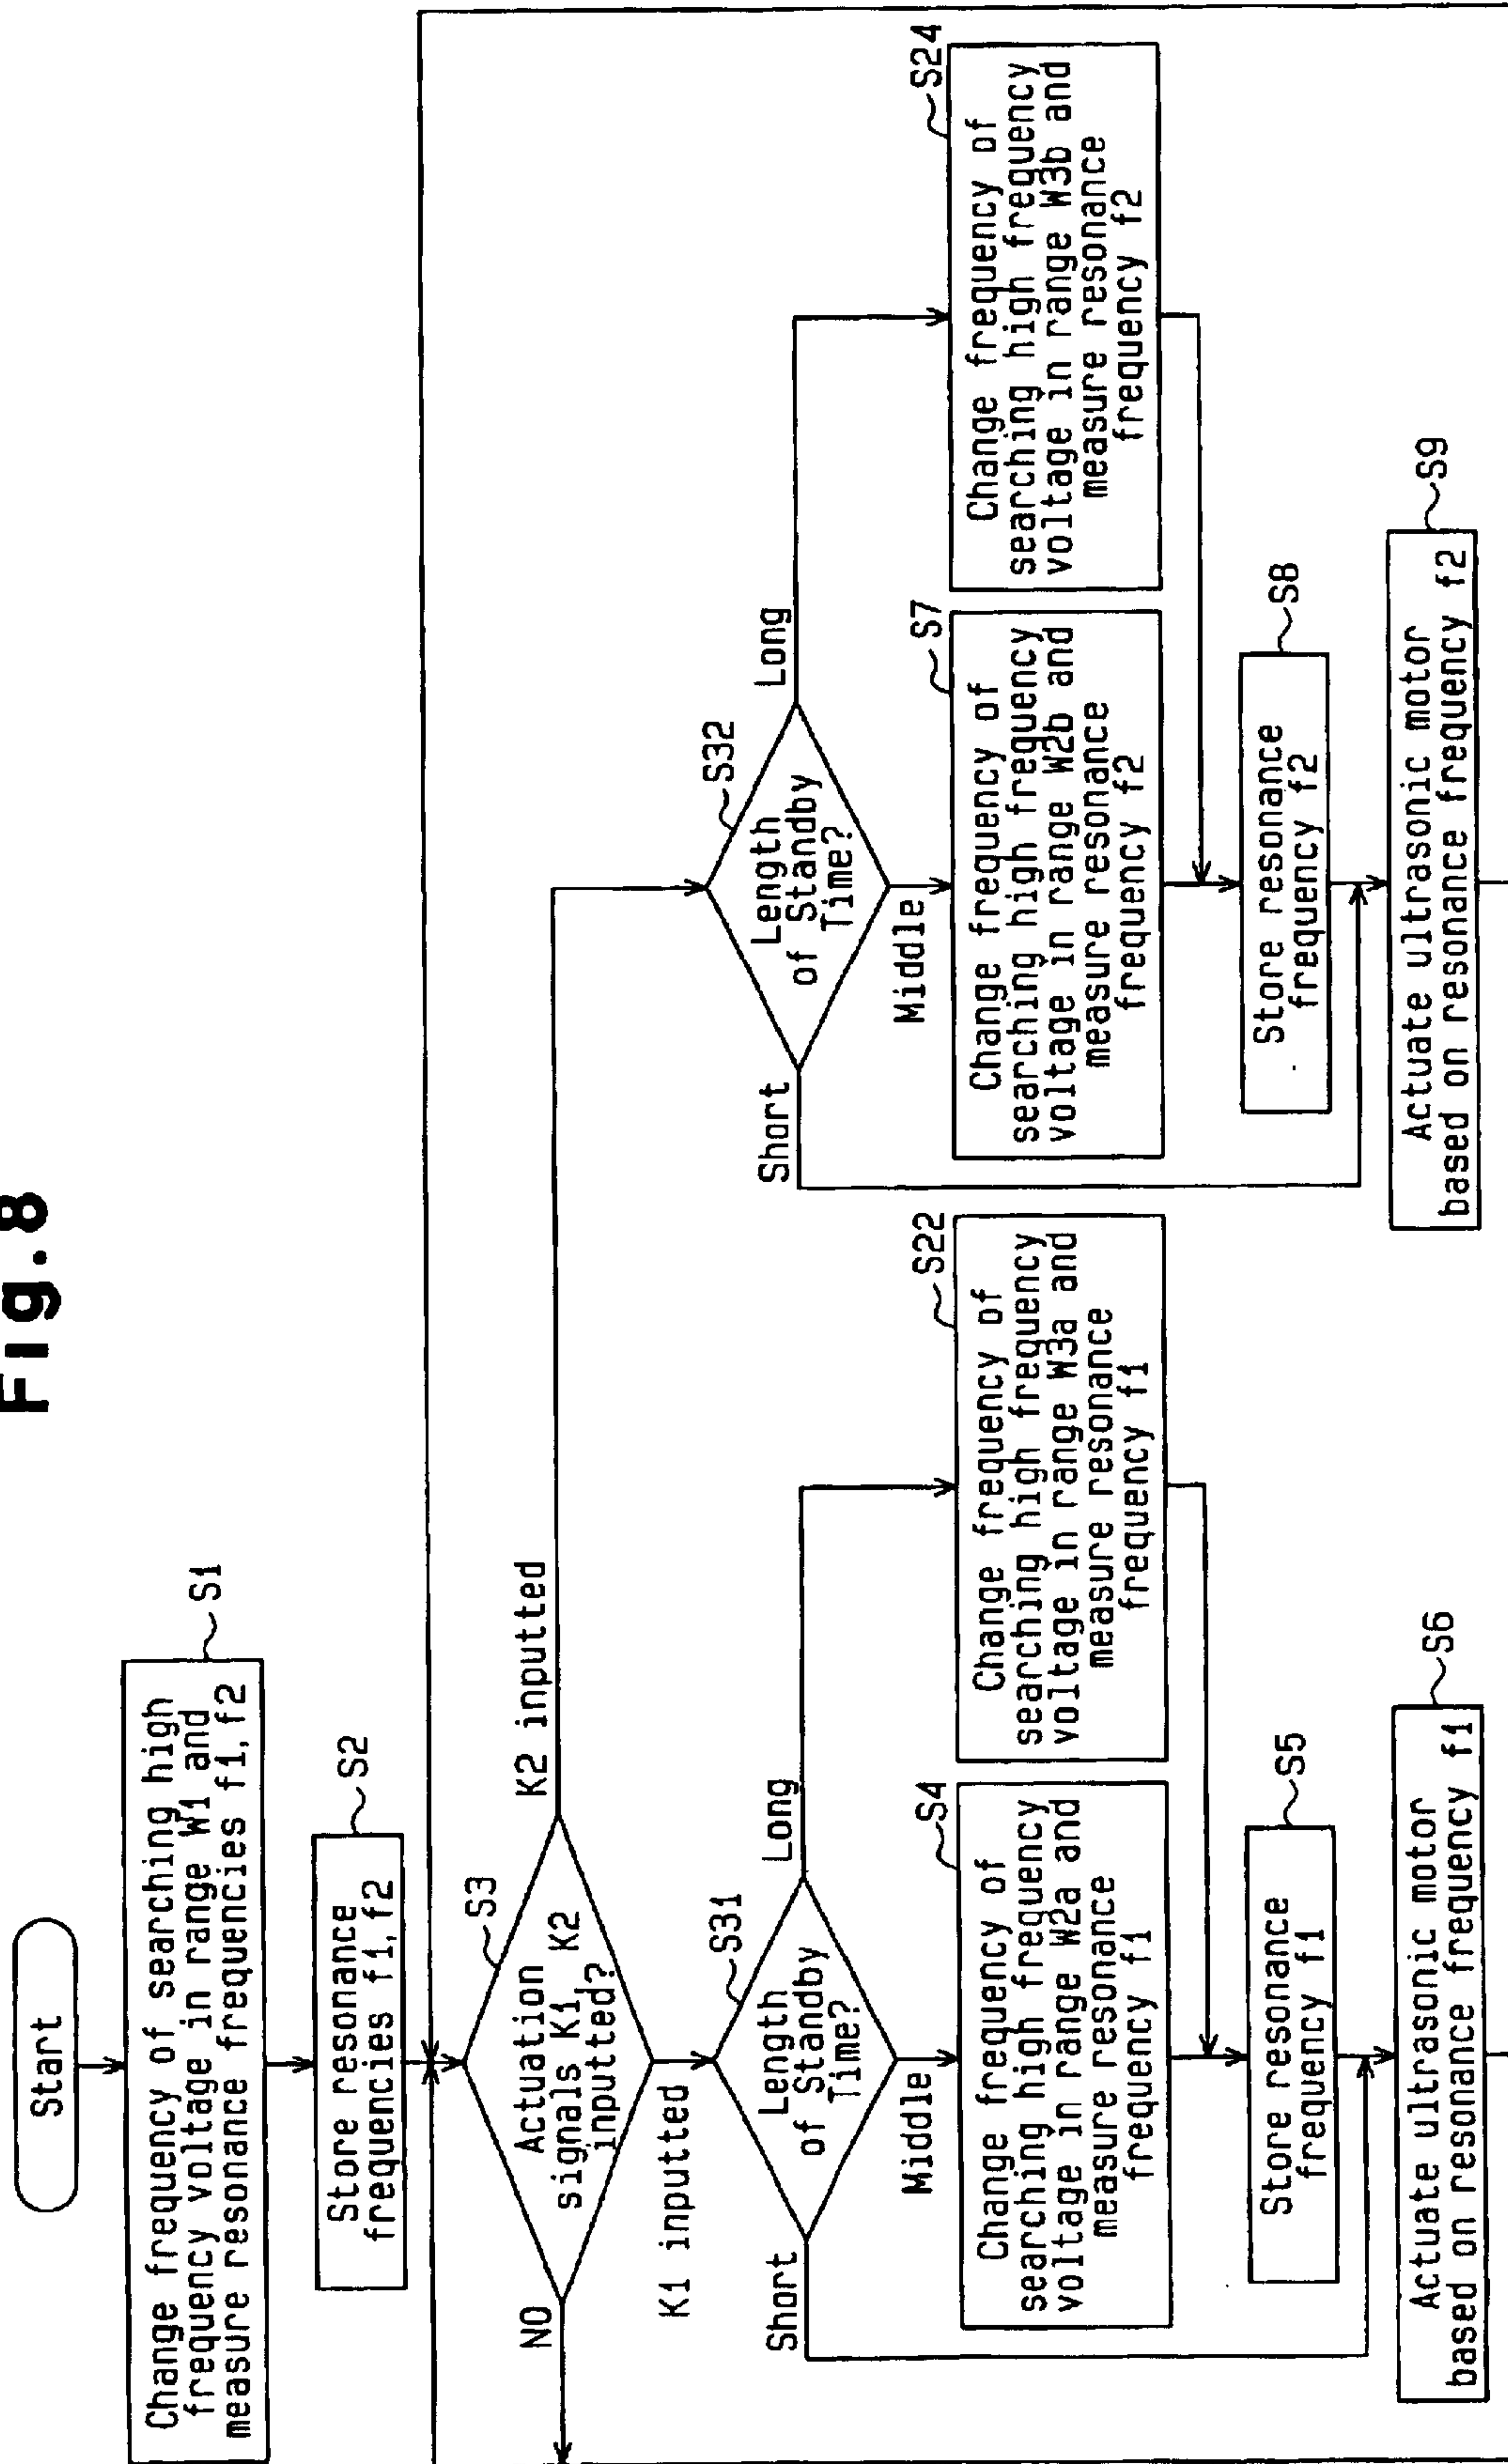 Fig.8
Start
Change frequency of searching high
frequency voltage in range W1 and
measure resonance frequencies f1,f2
S1
Store resonance
frequencies f1,f2
S2
Actuation
signals K1, K2
inputted?
S3
NO
K1 inputted
K2 inputted
Length
of Standby
Time?
S31
Short
Middle
Long
Change frequency of
searching high frequency
voltage in range W2a and
measure resonance
frequency f1
S4
Change frequency of
searching high frequency
voltage in range W3a and
measure resonance
frequency f1
S22
Store resonance
frequency f1
S5
Actuate ultrasonic motor
based on resonance frequency f1
S6
Length
of Standby
Time?
S32
Short
Middle
Long
Change frequency of
searching high frequency
voltage in range W2b and
measure resonance
frequency f2
S7
Change frequency of
searching high frequency
voltage in range W3b and
measure resonance
frequency f2
S24
Store resonance
frequency f2
S8
Actuate ultrasonic motor
based on resonance frequency f2
S9